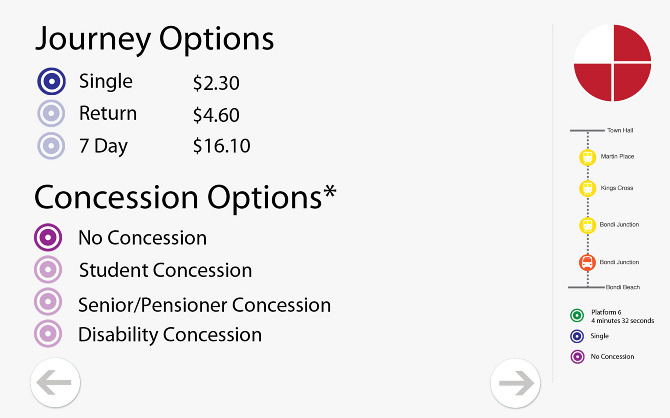 Journey Options
Single $2.30
Return $4.60
7 Day $16.10
Concession Options*
No Concession
Student Concession
Senior/Pensioner Concession
Disability Concession
Town Hall
Martin Place
Kings Cross
Bondi Junction
Bondi Junction
Bondi Beach
Platform 6
4 minutes 32 seconds
Single
No Concession